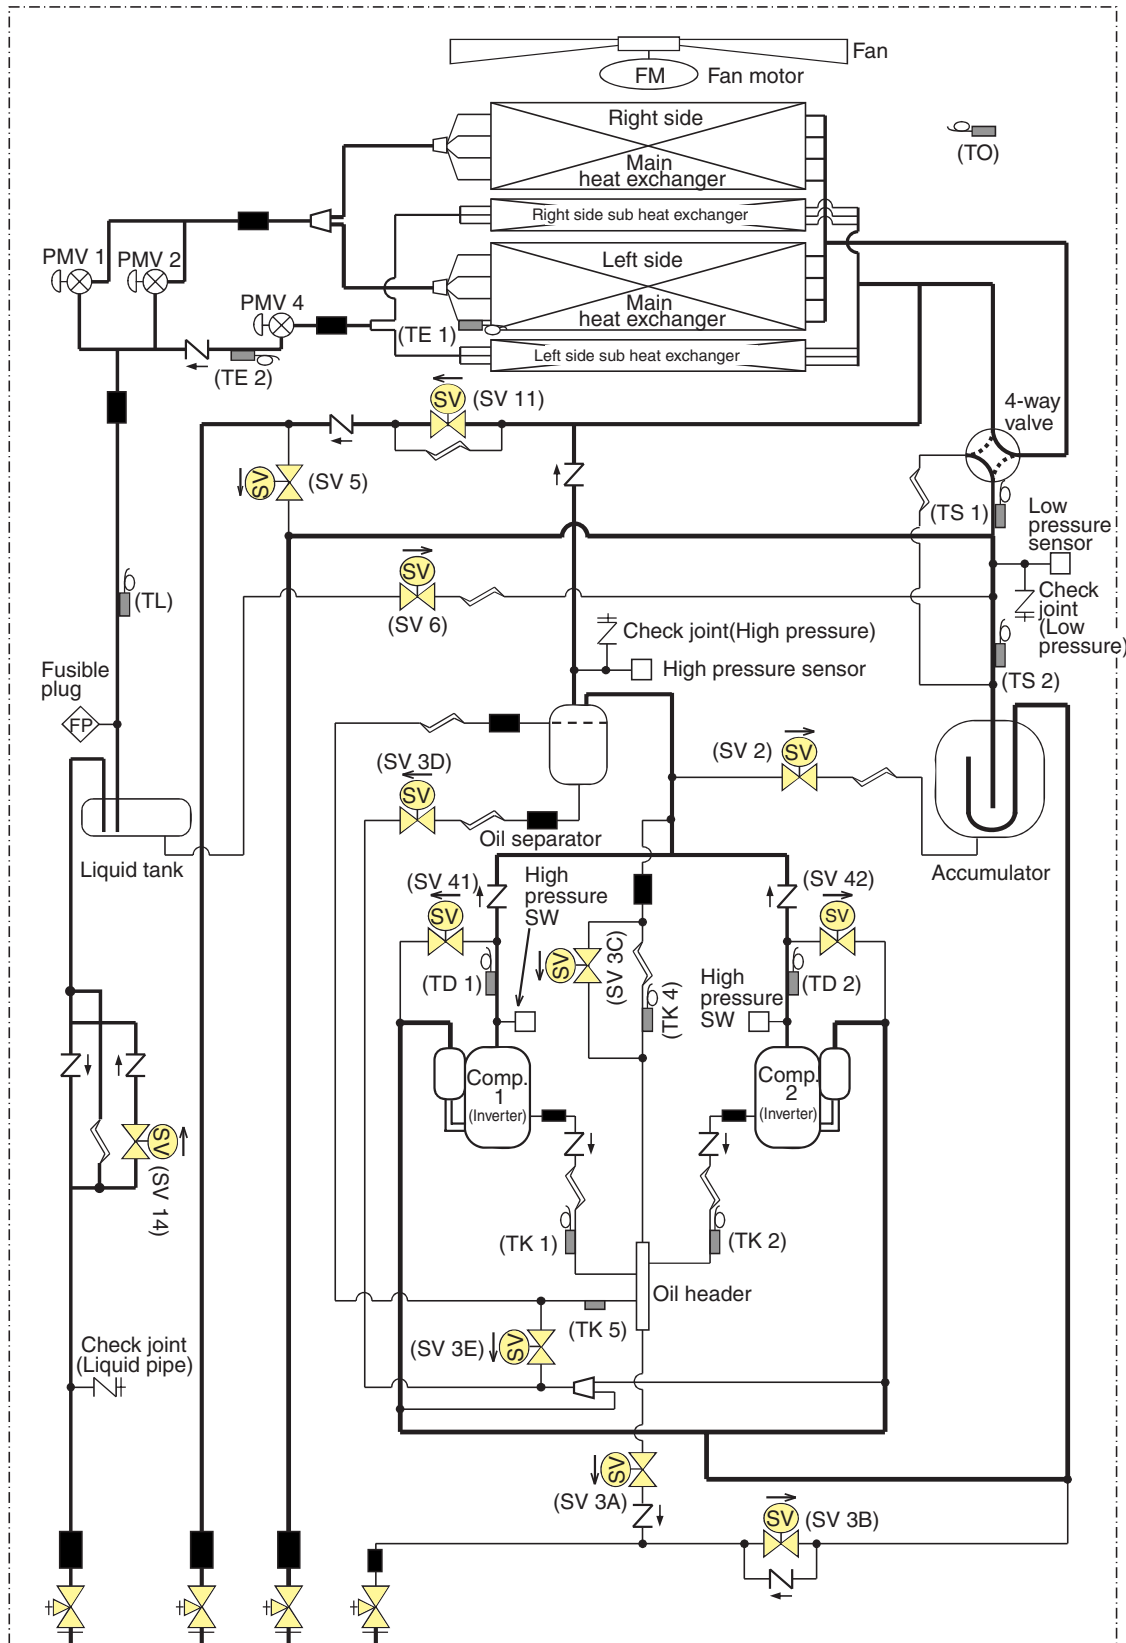 Fan
FM
Fan motor
Right side
Main
heat exchanger
(TO)
Right side sub heat exchanger
PMV 1
PMV 2
Left side
Main
heat exchanger
PMV 4
(TE 1)
(TE 2)
Left side sub heat exchanger
SV
(SV 11)
4-way
valve
SV
(SV 5)
(TS 1)
Low
pressure
sensor
SV
(SV 6)
(TL)
Check
joint
(Low
pressure)
Check joint(High pressure)
High pressure sensor
(TS 2)
Fusible
plug
FP
(SV 2)
SV
(SV 3D)
SV
Oil separator
Liquid tank
Accumulator
(SV 41)
SV
High
pressure
SW
(SV 42)
SV
SV
(SV 3C)
(TD 1)
(TK 4)
High
pressure
SW
(TD 2)
Comp.
1
(Inverter)
Comp.
2
(Inverter)
SV
(SV 14)
(TK 1)
(TK 2)
Oil header
(TK 5)
(SV 3E)
SV
Check joint
(Liquid pipe)
SV
(SV 3A)
SV
(SV 3B)